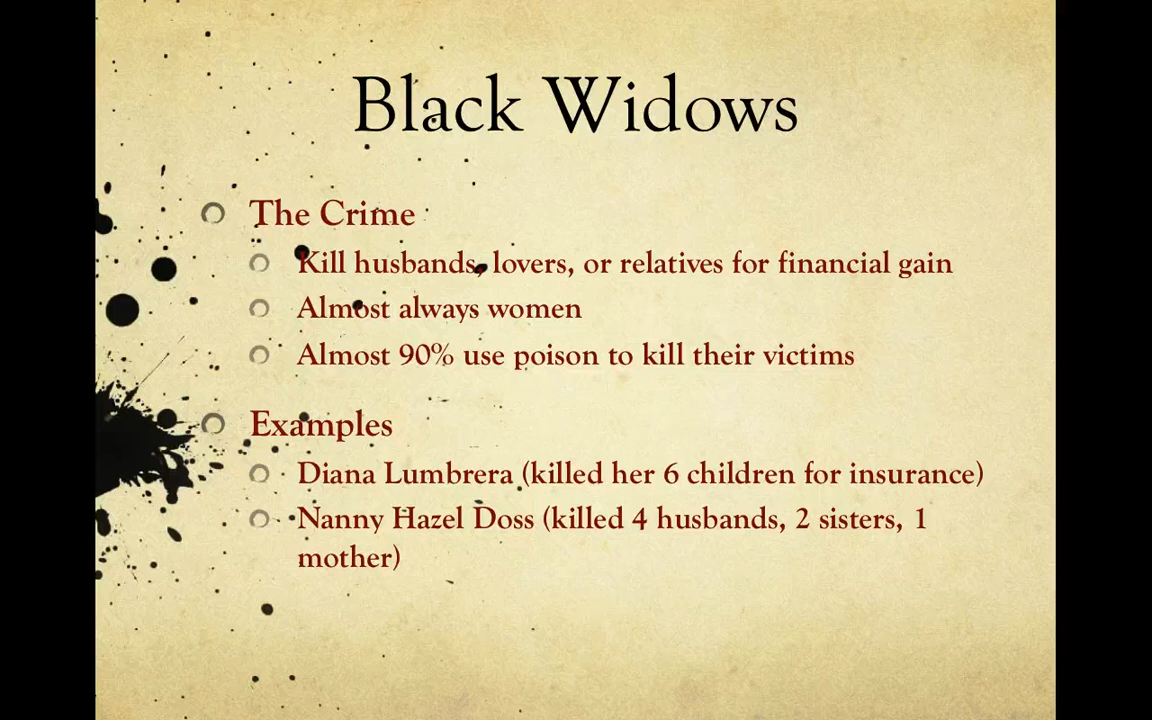 Black Widows
The Crime
Kill husbands, lovers, or relatives for financial gain
Almost always women
Almost 90% use poison to kill their victims
Examples
Diana Lumbrera (killed her 6 children for insurance)
Nanny Hazel Doss (killed 4 husbands, 2 sisters, 1
mother)